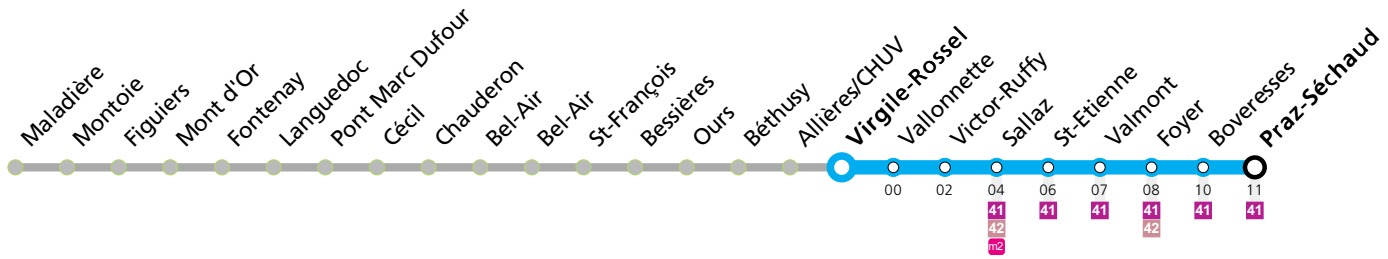 Maladière
Montoie
Figuiers
Mont d'Or
Fontenay
Languedoc
Pont Marc Dufour
Cécil
Chauderon
Bel-Air
Bel-Air
St-François
Bessières
Ours
Béthusy
Allières/CHUV
Virgile-Rossel
Vallonnette
Victor-Ruffy
Sallaz
St-Etienne
Valmont
Foyer
Boveresses
Praz-Séchaud
00 02 04 06 07 08 10 11
41 41 41 41 41 41
42 42
m2